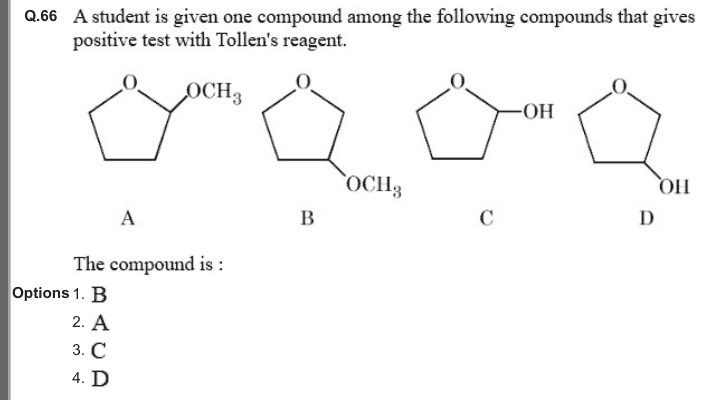 Q.66 A student is given one compound among the following compounds that gives
positive test with Tollen's reagent.
O OCH3 O O OH O
OCH3 OH
A B C D
The compound is :
Options 1. B
2. A
3. C
4. D